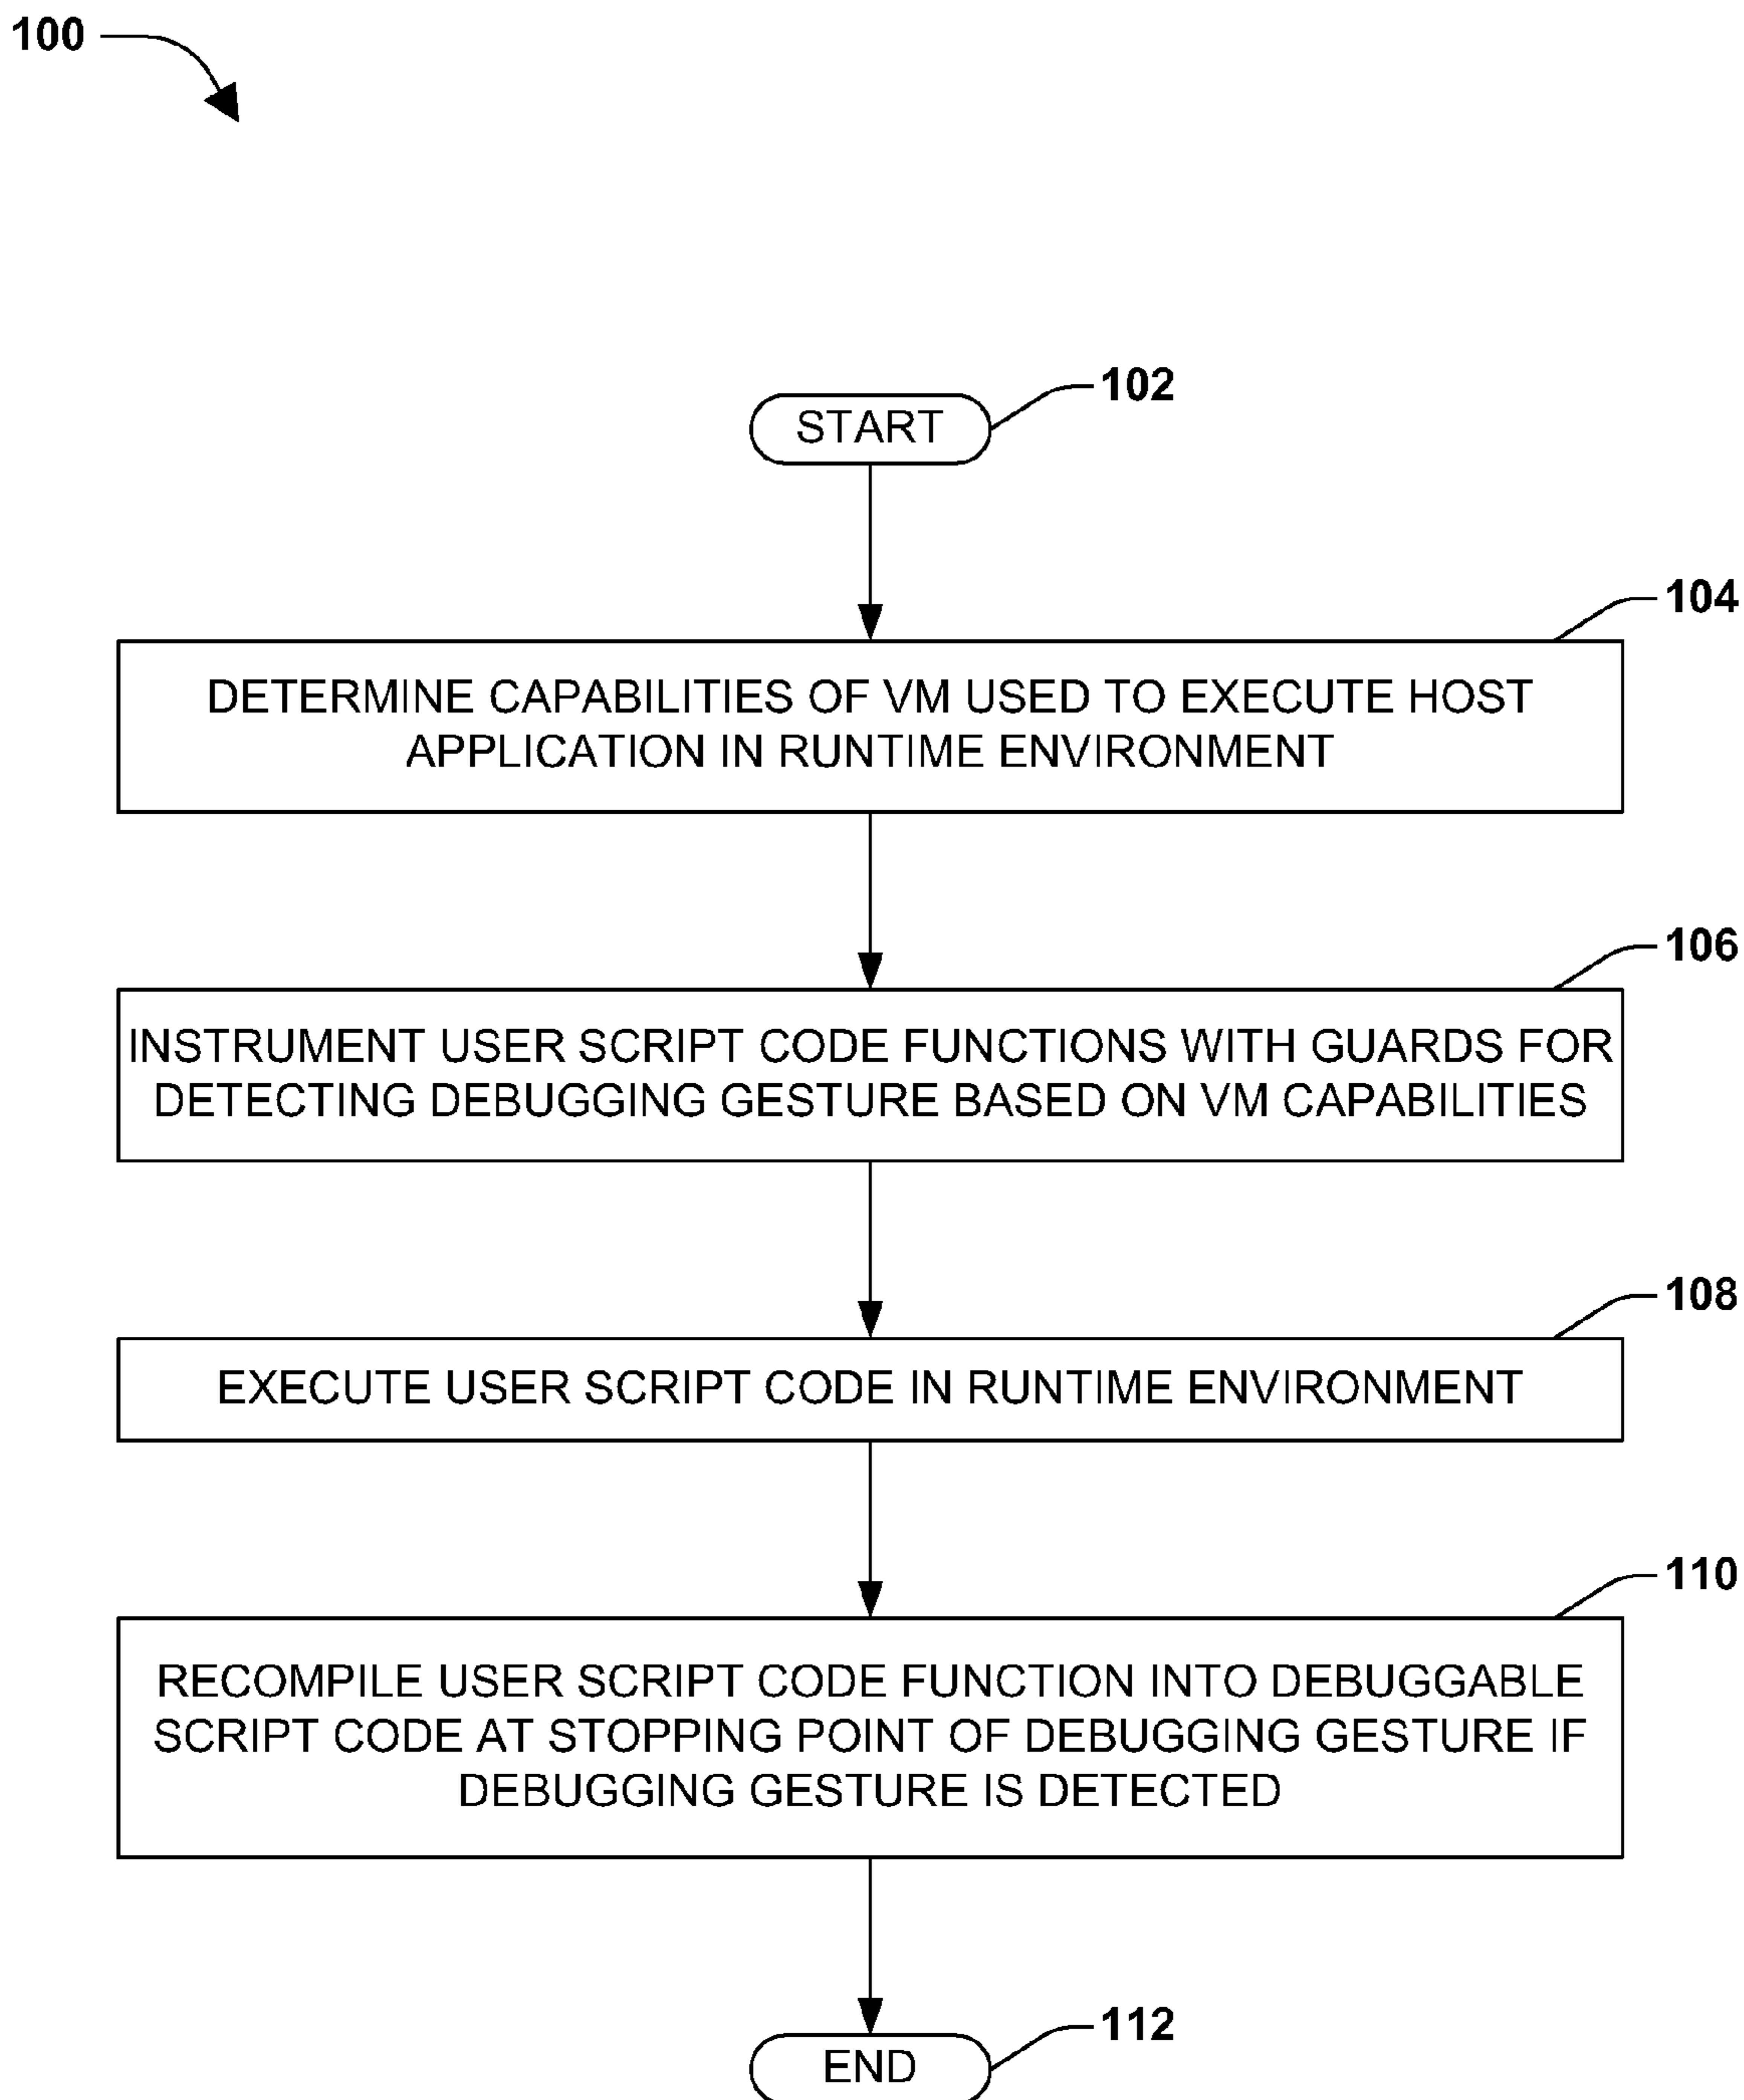 100
102
START
104
DETERMINE CAPABILITIES OF VM USED TO EXECUTE HOST
APPLICATION IN RUNTIME ENVIRONMENT
106
INSTRUMENT USER SCRIPT CODE FUNCTIONS WITH GUARDS FOR
DETECTING DEBUGGING GESTURE BASED ON VM CAPABILITIES
108
EXECUTE USER SCRIPT CODE IN RUNTIME ENVIRONMENT
110
RECOMPILE USER SCRIPT CODE FUNCTION INTO DEBUGGABLE
SCRIPT CODE AT STOPPING POINT OF DEBUGGING GESTURE IF
DEBUGGING GESTURE IS DETECTED
112
END